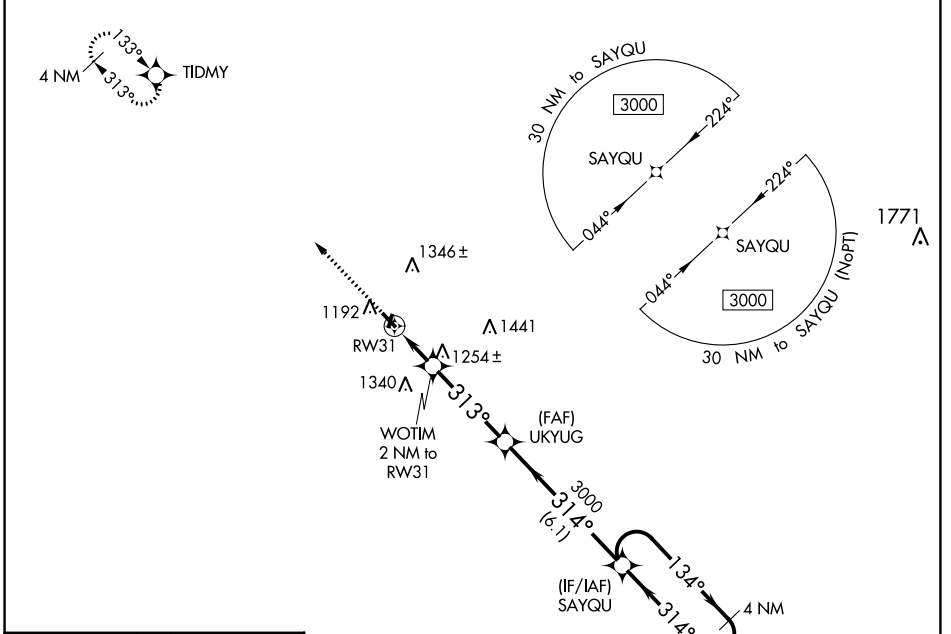 133°
4 NM
313°
TIDMY
30 NM to SAYQU
3000
224°
SAYQU
044°
224°
SAYQU
044°
3000
30 NM to SAYQU (NoPT)
1771
1346±
1192
RW31
1441
1254±
1340
WOTIM
2 NM to
RW31
313°
(FAF)
UKYUG
3000
314°
(6.1)
(IF/IAF)
SAYQU
134°
314°
4 NM